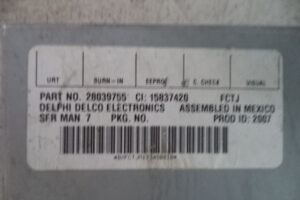 URT BURN-IN EEPROM C. CHECK VISUAL
PART NO. 28039755 CI: 15837420 FCTJ
DELPHI DELCO ELECTRONICS ASSEMBLED IN MEXICO
SER MAN 7 PKG. NO. PROD ID: 2007